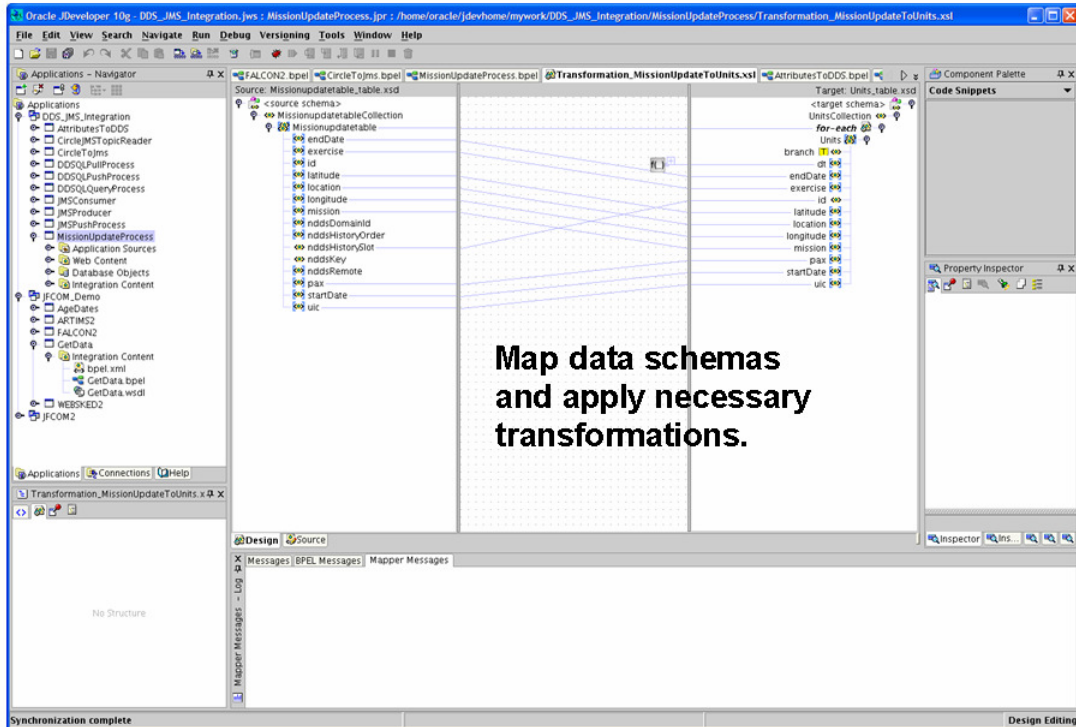 Oracle JDeveloper 10g - DDS_JMS_Integration.jws : MissionUpdateProcess.jpr : /home/oracle/jdevhome/mywork/DDS_JMS_Integration/MissionUpdateProcess/Transformation_MissionUpdateToUnits.xsl
File Edit View Search Navigate Run Debug Versioning Tools Window Help
Applications - Navigator
Applications
DDS_JMS_Integration
AttributesToDDS
CircleJMSTopicReader
CircleToJms
DDSQLPullProcess
DDSQLPushProcess
DDSQLQueryProcess
JMSConsumer
JMSProducer
JMSPushProcess
MissionUpdateProcess
Application Sources
Web Content
Database Objects
Integration Content
JFCOM_Demo
AgeDates
ARTIMS2
FALCON2
GetData
Integration Content
bpel.xml
GetData.bpel
GetData.wsdl
WEBSKED2
JFCOM2
Applications Connections Help
Transformation_MissionUpdateToUnits.x
No Structure
FALCON2.bpel CircleToJms.bpel MissionUpdateProcess.bpel Transformation_MissionUpdateToUnits.xsl AttributesToDDS.bpel
Source: Missionupdatetable_table.xsd
<source schema>
MissionupdatetableCollection
Missionupdatetable
endDate
exercise
id
latitude
location
longitude
mission
nddsDomainId
nddsHistoryOrder
nddsHistorySlot
nddsKey
nddsRemote
pax
startDate
uic
f()
Map data schemas
and apply necessary
transformations.
Target: Units_table.xsd
<target schema>
UnitsCollection
for-each
Units
branch T
dt
endDate
exercise
id
latitude
location
longitude
mission
pax
startDate
uic
Design Source
Messages BPEL Messages Mapper Messages
Mapper Messages - Log
Component Palette
Code Snippets
Property Inspector
Inspector Ins...
Synchronization complete
Design Editing